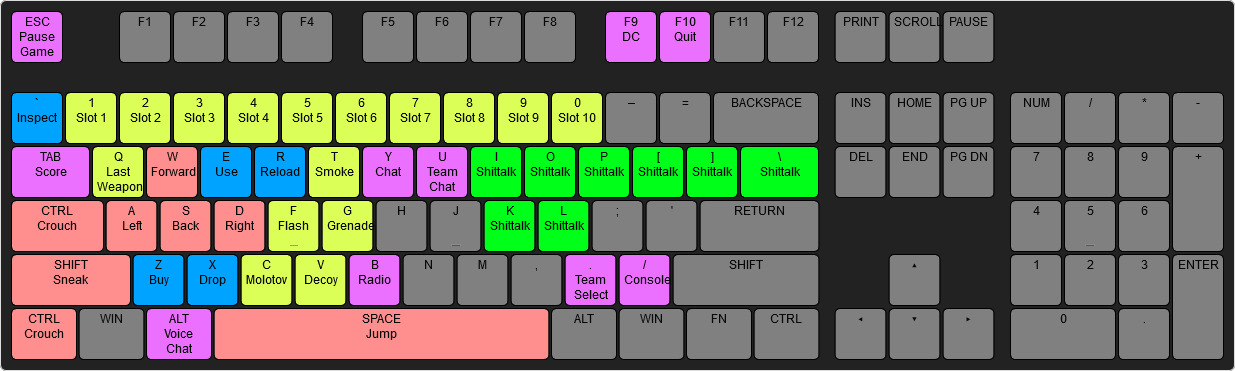 ESC F1 F2 F3 F4 F5 F6 F7 F8 F9 F10 F11 F12 PRINT SCROLL PAUSE
Pause DC Quit
Game
` 1 2 3 4 5 6 7 8 9 0 – = BACKSPACE INS HOME PG UP NUM / * -
Inspect Slot 1 Slot 2 Slot 3 Slot 4 Slot 5 Slot 6 Slot 7 Slot 8 Slot 9 Slot 10
TAB Q W E R T Y U I O P [ ] \ DEL END PG DN 7 8 9 +
Score Last Forward Use Reload Smoke Chat Team Shittalk Shittalk Shittalk Shittalk Shittalk Shittalk
Weapon Chat
CTRL A S D F G H J K L ; ' RETURN 4 5 6
Crouch Left Back Right Flash Grenade Shittalk Shittalk
_ _ _
SHIFT Z X C V B N M , . / SHIFT ▴ 1 2 3 ENTER
Sneak Buy Drop Molotov Decoy Radio Team Console
Select
CTRL WIN ALT SPACE ALT WIN FN CTRL ◂ ▾ ▸ 0 .
Crouch Voice Jump
Chat